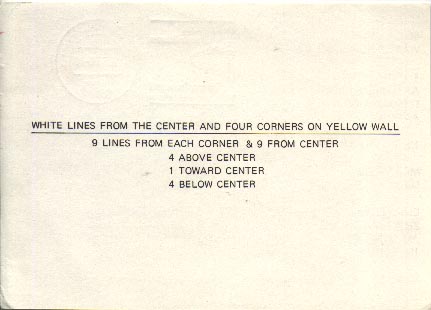 WHITE LINES FROM THE CENTER AND FOUR CORNERS ON YELLOW WALL
9 LINES FROM EACH CORNER & 9 FROM CENTER
4 ABOVE CENTER
1 TOWARD CENTER
4 BELOW CENTER